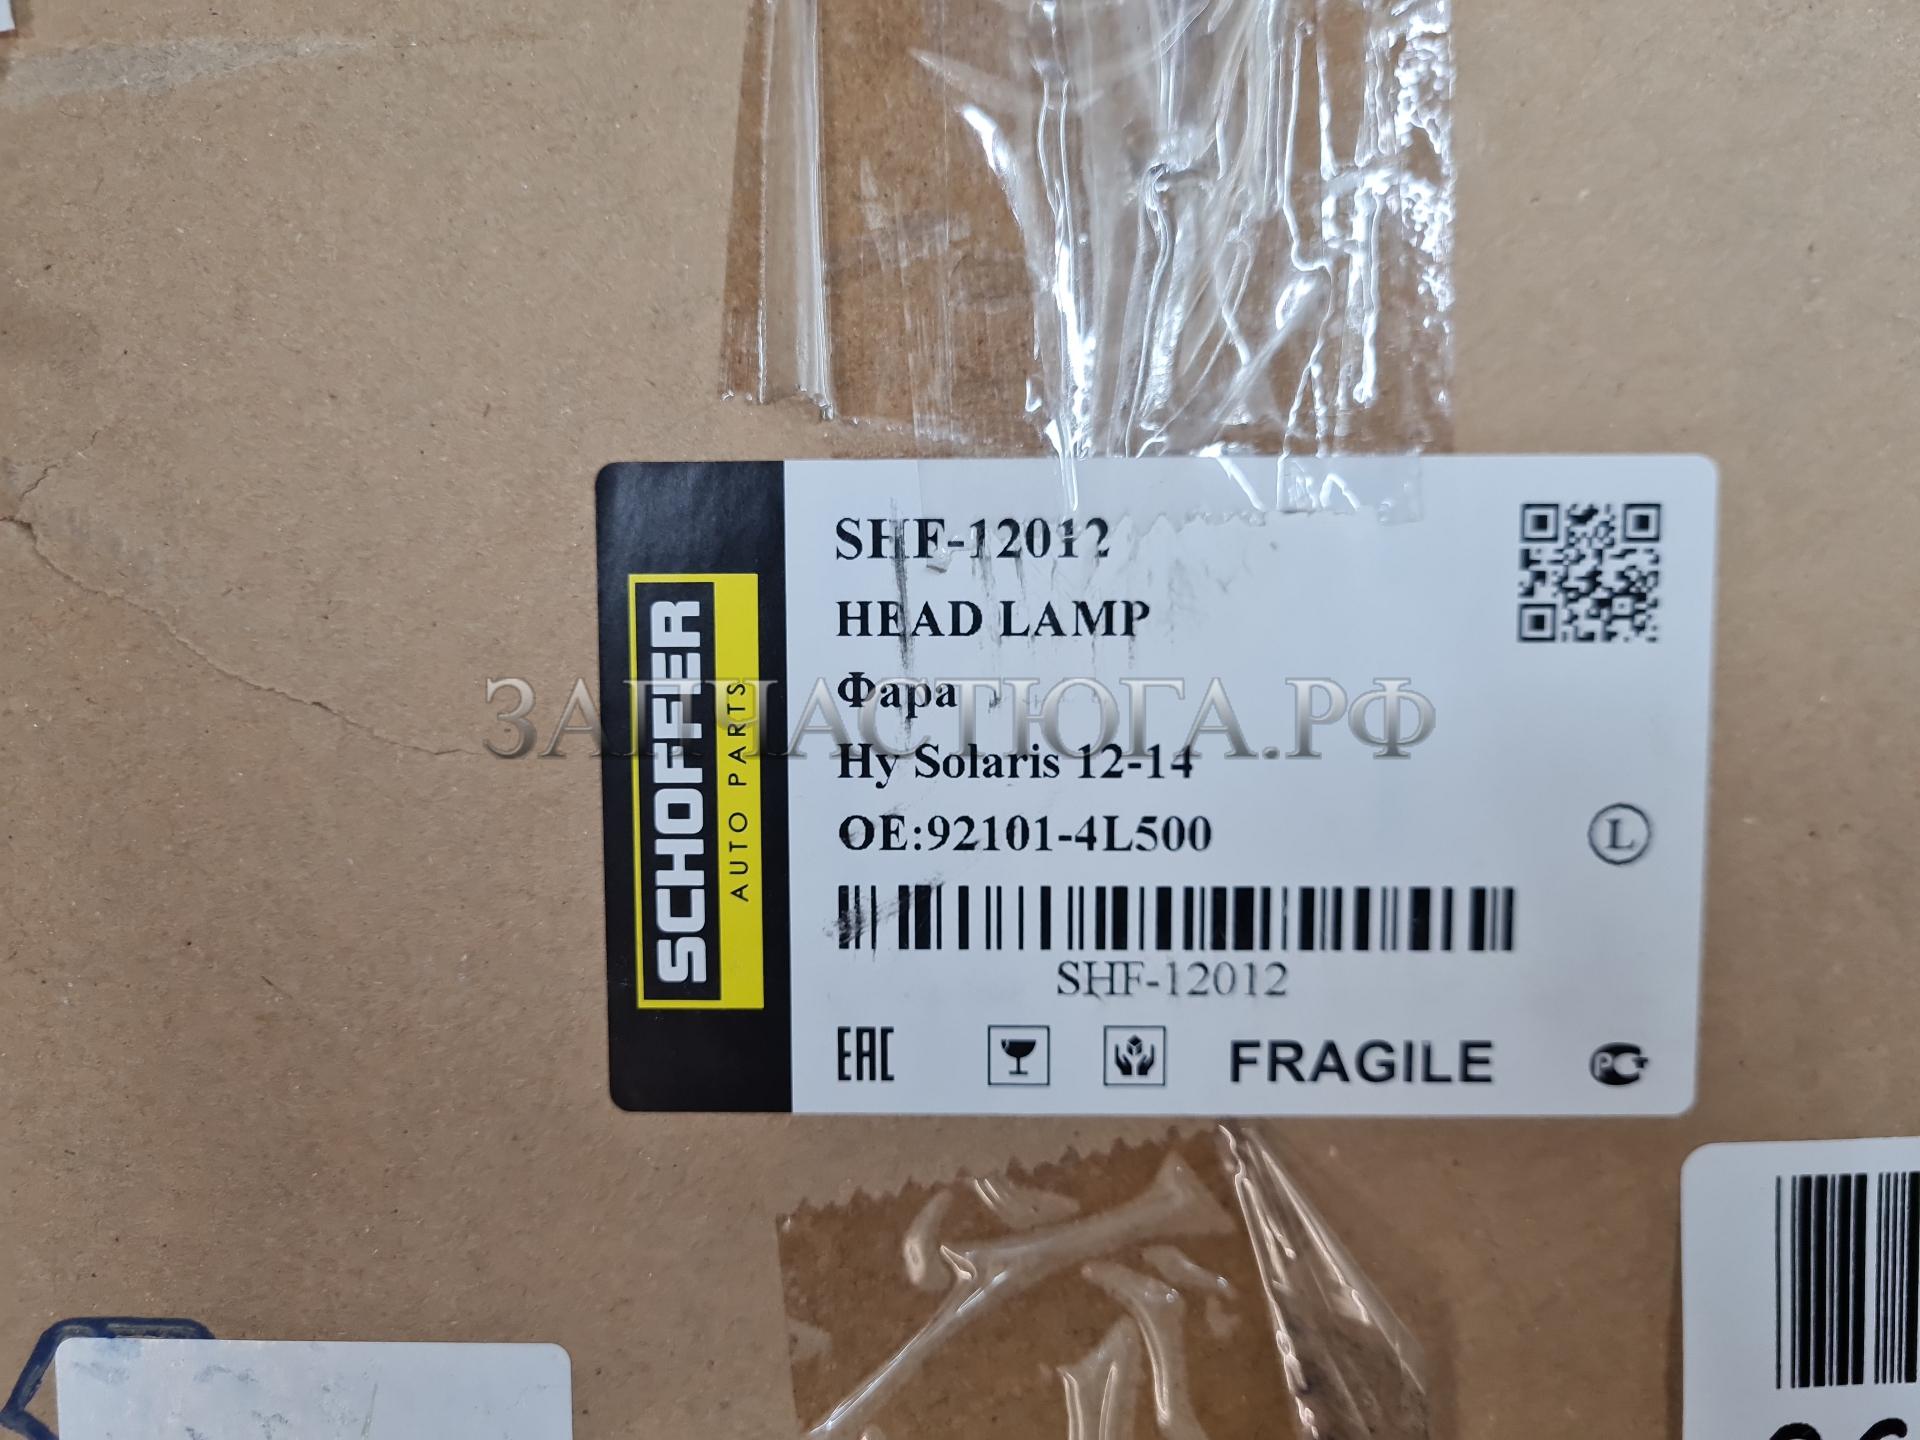 SCHOFFER
AUTO PARTS
SHF-12012
HEAD LAMP
Фара
ЗАПЧАСТЮГА.РФ
Hy Solaris 12-14
OE:92101-4L500
L
SHF-12012
EAC
FRAGILE
РСТ